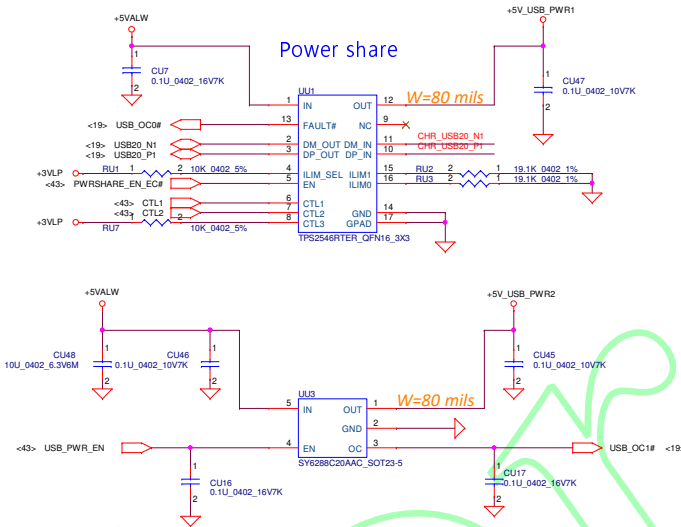 +5VALW
+5V_USB_PWR1
Power share
1
CU7
0.1U_0402_16V7K
2
1
CU47
0.1U_0402_10V7K
2
UU1
W=80 mils
1 IN OUT 12
<19> USB_OC0# 13 FAULT# NC 9
<19> USB20_N1 2 DM_OUT DM_IN 11 CHR_USB20_N1
<19> USB20_P1 3 DP_OUT DP_IN 10 CHR_USB20_P1
+3VLP RU1 1 2 10K_0402_5% 4 ILIM_SEL ILIM1 15 RU2 2 1 19.1K_0402_1%
<43> PWRSHARE_EN_EC# 5 EN ILIM0 16 RU3 2 1 19.1K_0402_1%
<43> CTL1 6 CTL1
<43> CTL2 7 CTL2 GND 14
+3VLP RU7 1 2 10K_0402_5% 8 CTL3 GPAD 17
TPS2546RTER_QFN16_3X3
+5VALW
+5V_USB_PWR2
1
CU48
10U_0402_6.3V6M
2
1
CU46
0.1U_0402_10V7K
2
1
CU45
0.1U_0402_10V7K
2
UU3
W=80 mils
5 IN OUT 1
GND 2
<43> USB_PWR_EN 4 EN OC 3 USB_OC1# <19
SY6288C20AAC_SOT23-5
1
CU16
0.1U_0402_16V7K
2
1
CU17
0.1U_0402_16V7K
2